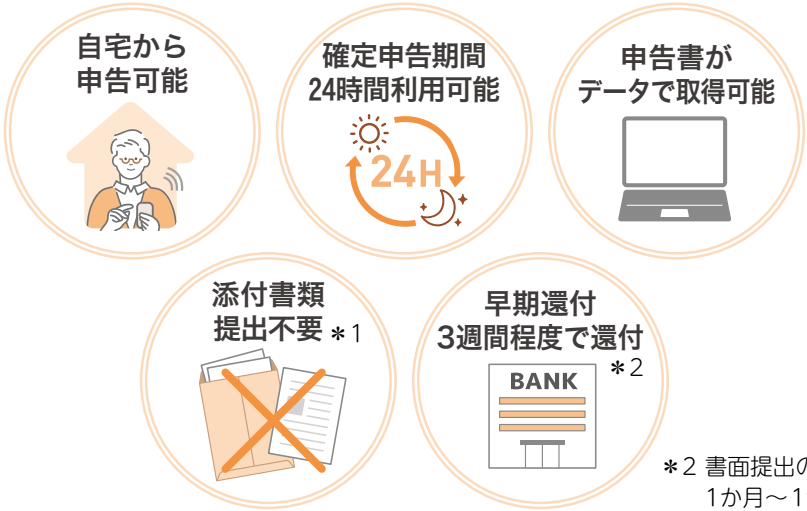 自宅から
申告可能
確定申告期間
24時間利用可能
24H
申告書が
データで取得可能
添付書類
提出不要 *1
早期還付
3週間程度で還付
*2
BANK
*2 書面提出の
1か月~1